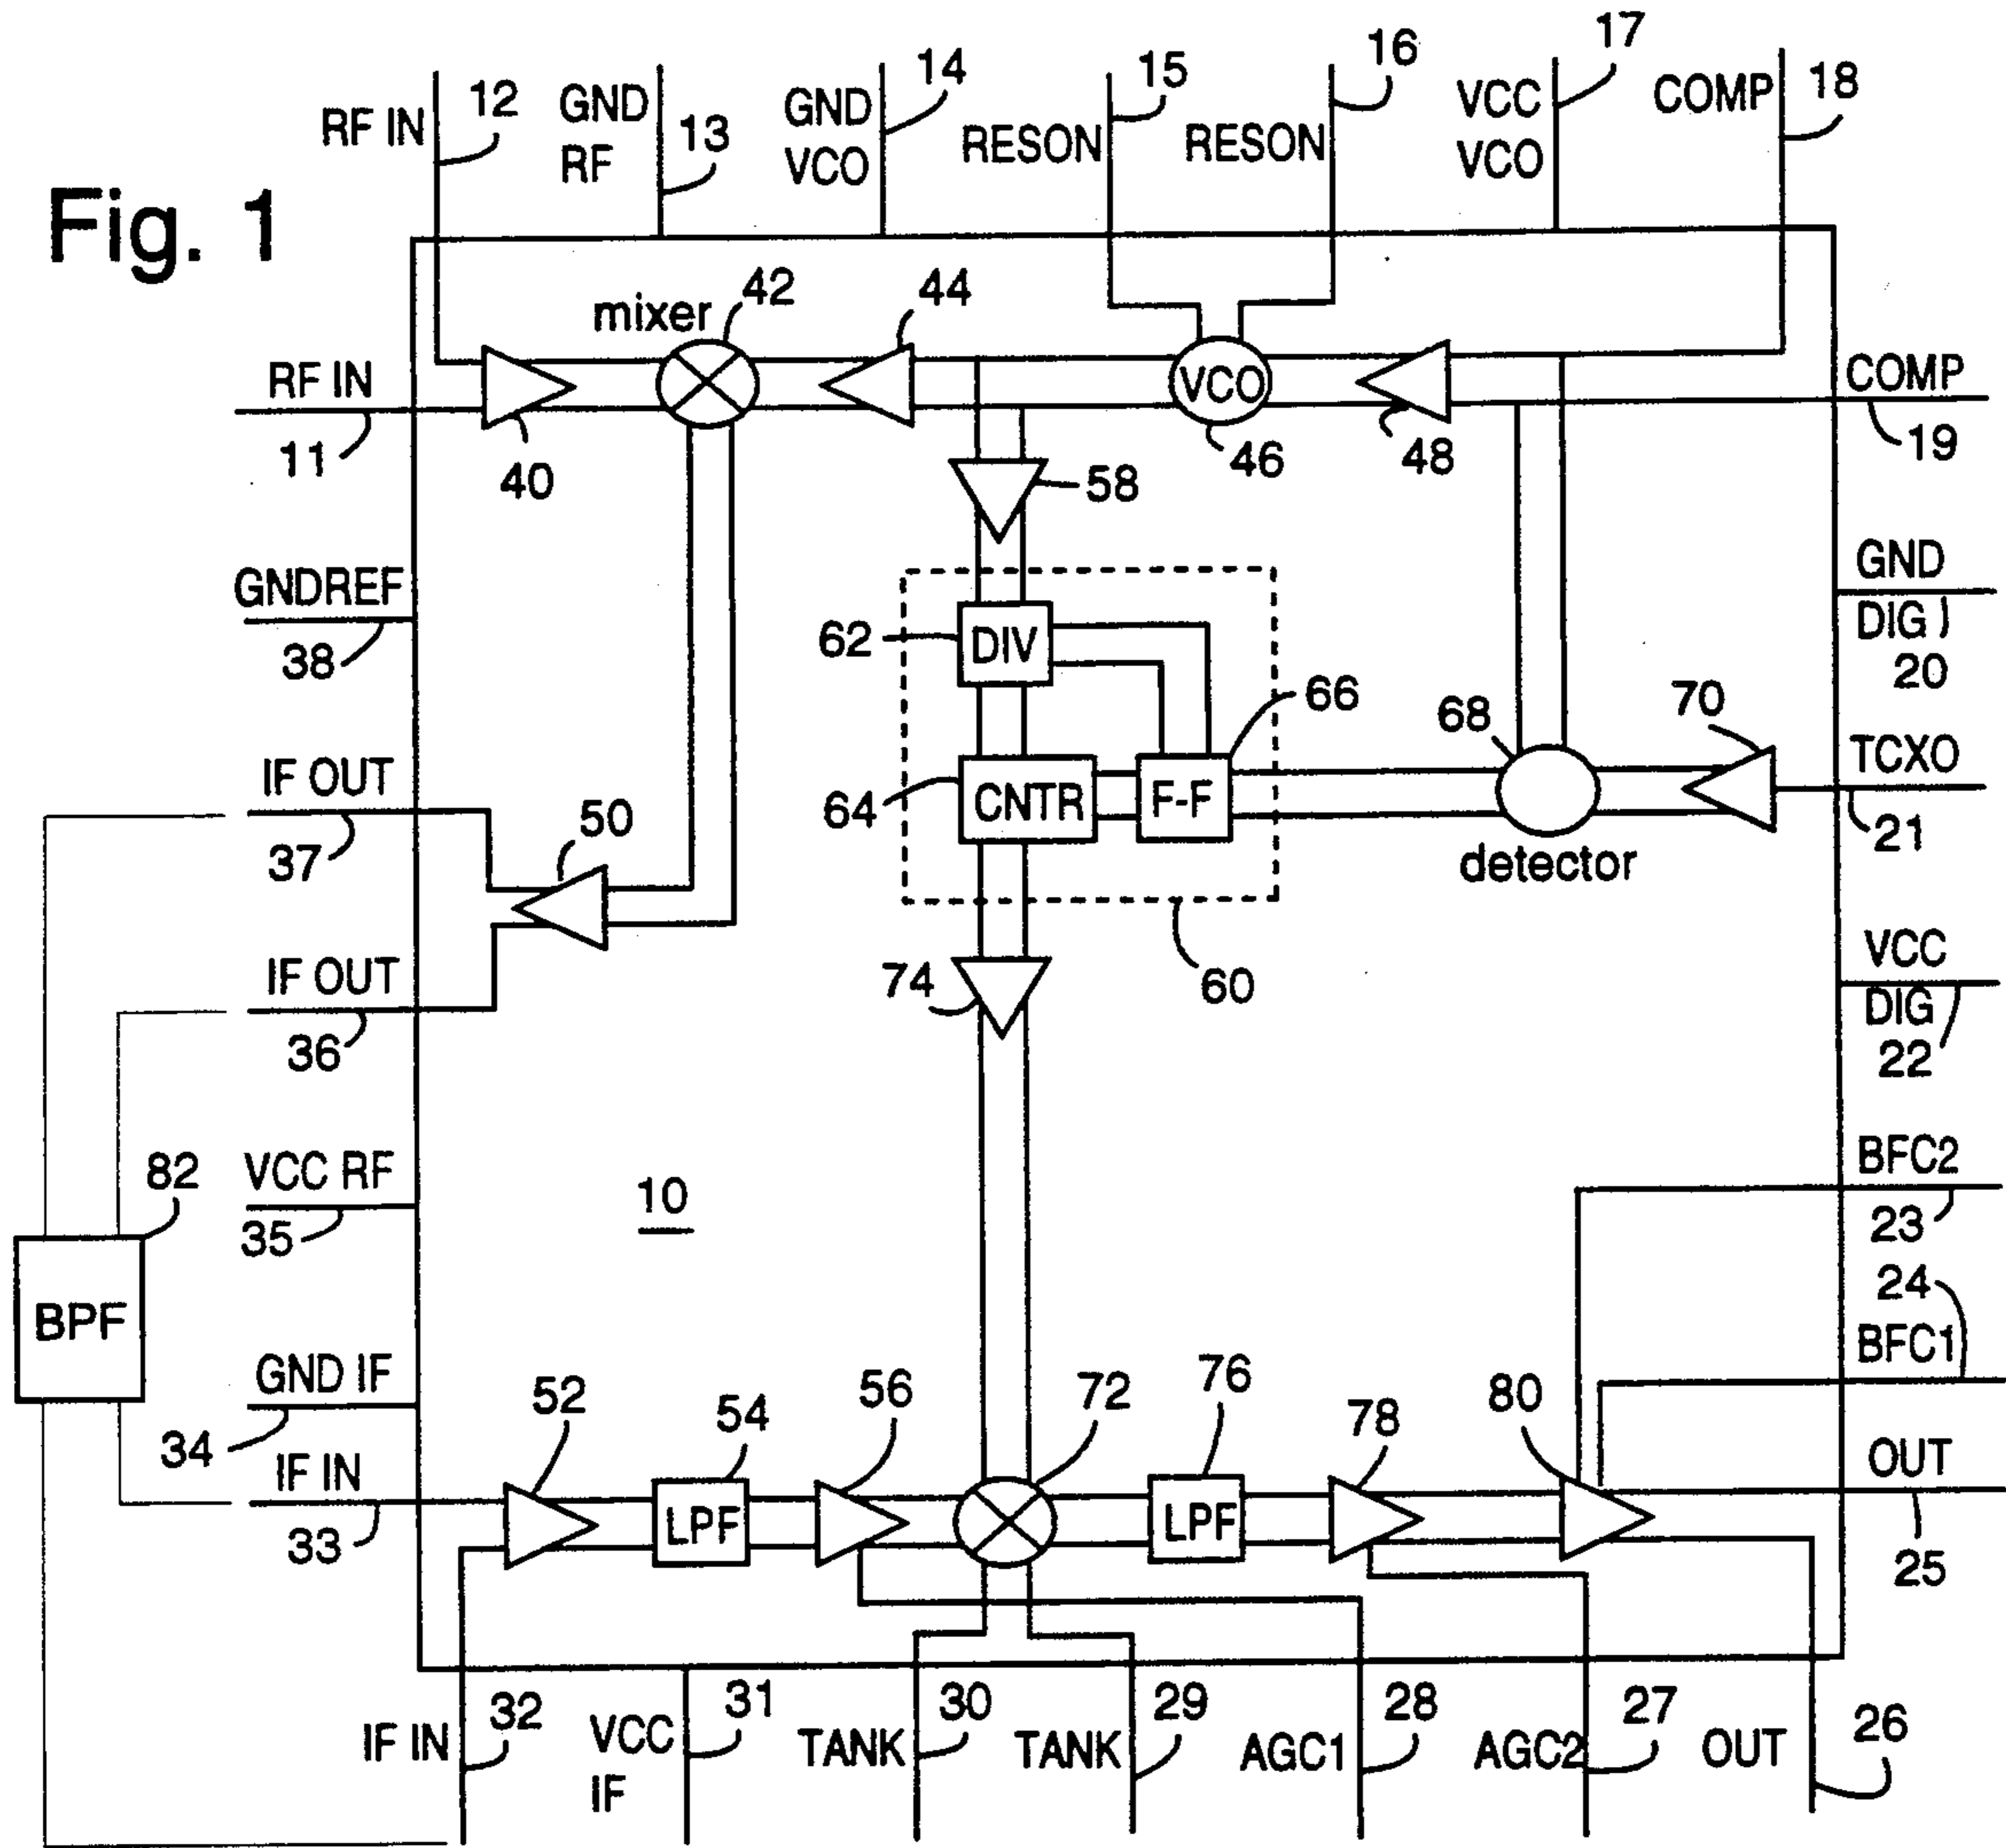 Fig. 1
RF IN 12
GND RF 13
GND VCO 14
RESON 15
RESON 16
VCC VCO 17
COMP 18
mixer 42
44
RF IN 11
40
VCO 46
48
COMP 19
58
GNDREF 38
62 DIV
66
GND DIG 20
68
70
IF OUT 37
50
64 CNTR
F-F
detector
TCXO 21
IF OUT 36
74
60
VCC DIG 22
82
VCC RF 35
10
BFC2 23
24
BFC1
BPF
GND IF 34
52
54
56
72
76
78
80
IF IN 33
LPF
LPF
OUT 25
IF IN 32
VCC IF 31
TANK 30
TANK 29
AGC1 28
AGC2 27
OUT 26